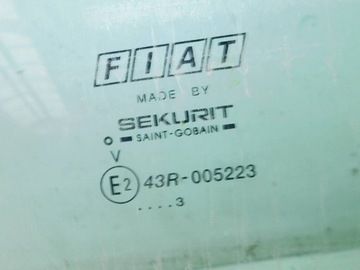 FIAT
MADE BY
SEKURIT
SAINT-GOBAIN
V
E2 43R-005223
....3